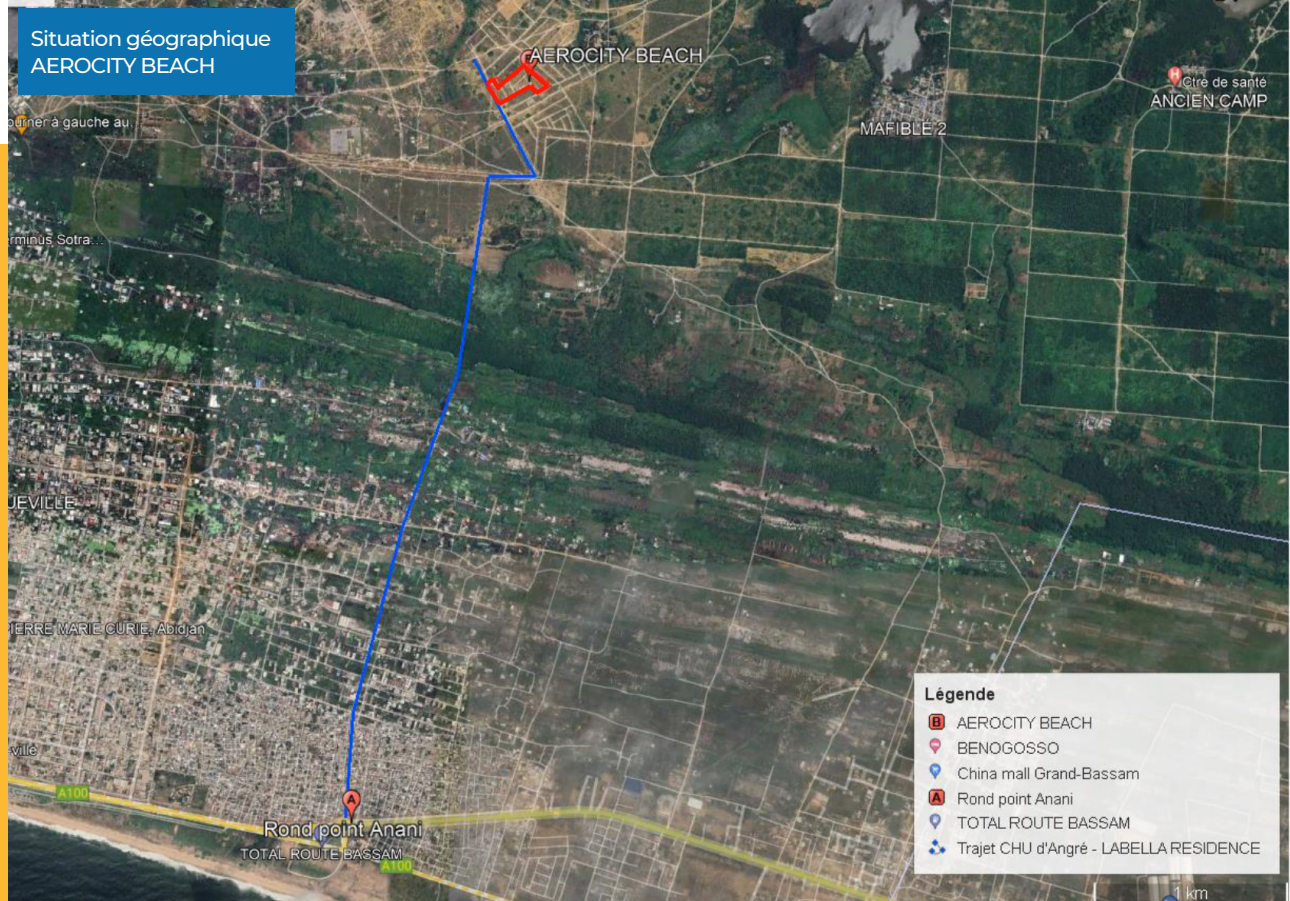 Situation géographique
AEROCITY BEACH
AEROCITY BEACH
Ctre de santé
ANCIEN CAMP
ourner à gauche au...
MAFIBLE 2
erminus Sotra...
UEVILLE
PIERRE MARIE CURIE, Abidjan
ville
A100
A
Rond point Anani
TOTAL ROUTE BASSAM
A100
Légende
B AEROCITY BEACH
BENOGOSSO
China mall Grand-Bassam
A Rond point Anani
TOTAL ROUTE BASSAM
Trajet CHU d'Angré - LABELLA RESIDENCE
1 km